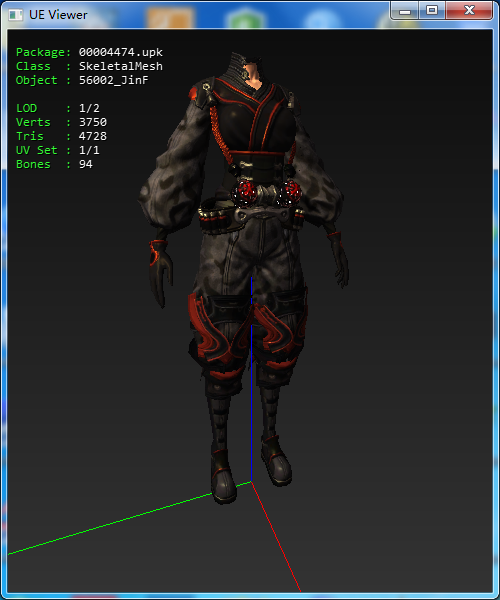 UE Viewer
Package: 00004474.upk
Class : SkeletalMesh
Object : 56002_JinF
LOD : 1/2
Verts : 3750
Tris : 4728
UV Set : 1/1
Bones : 94